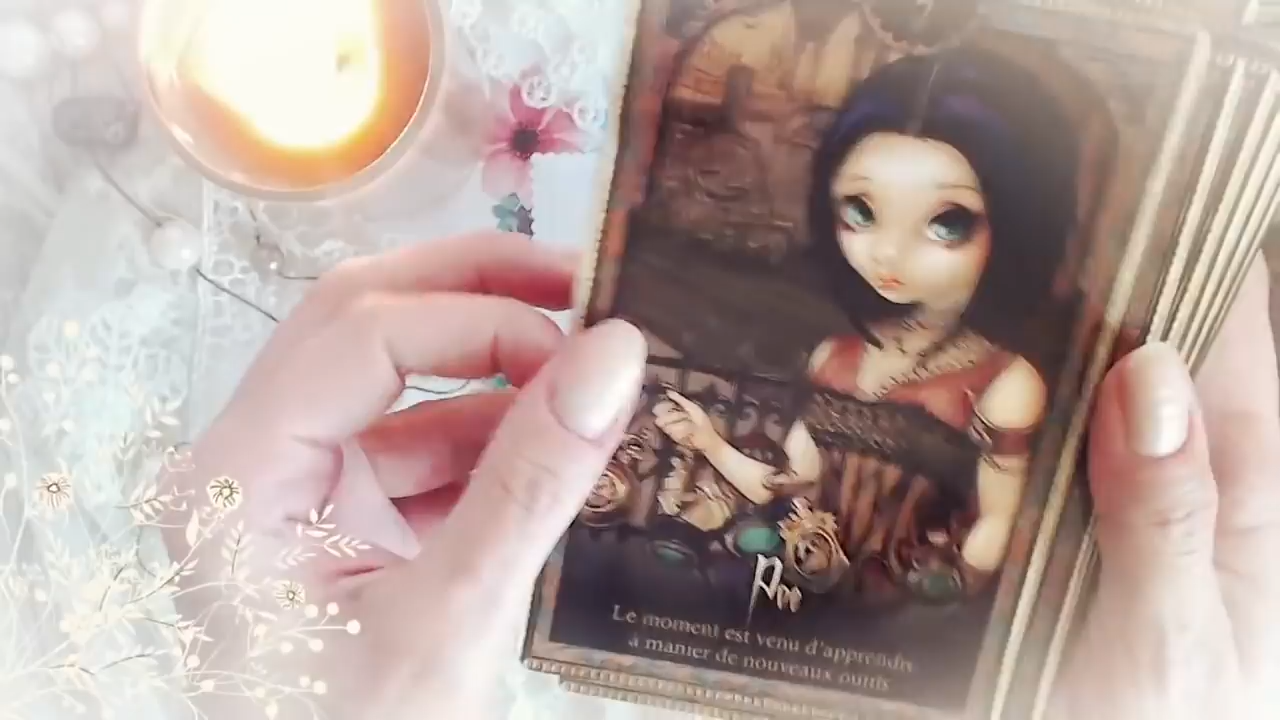 Le moment est venu d'apprendre
à manier de nouveaux outils